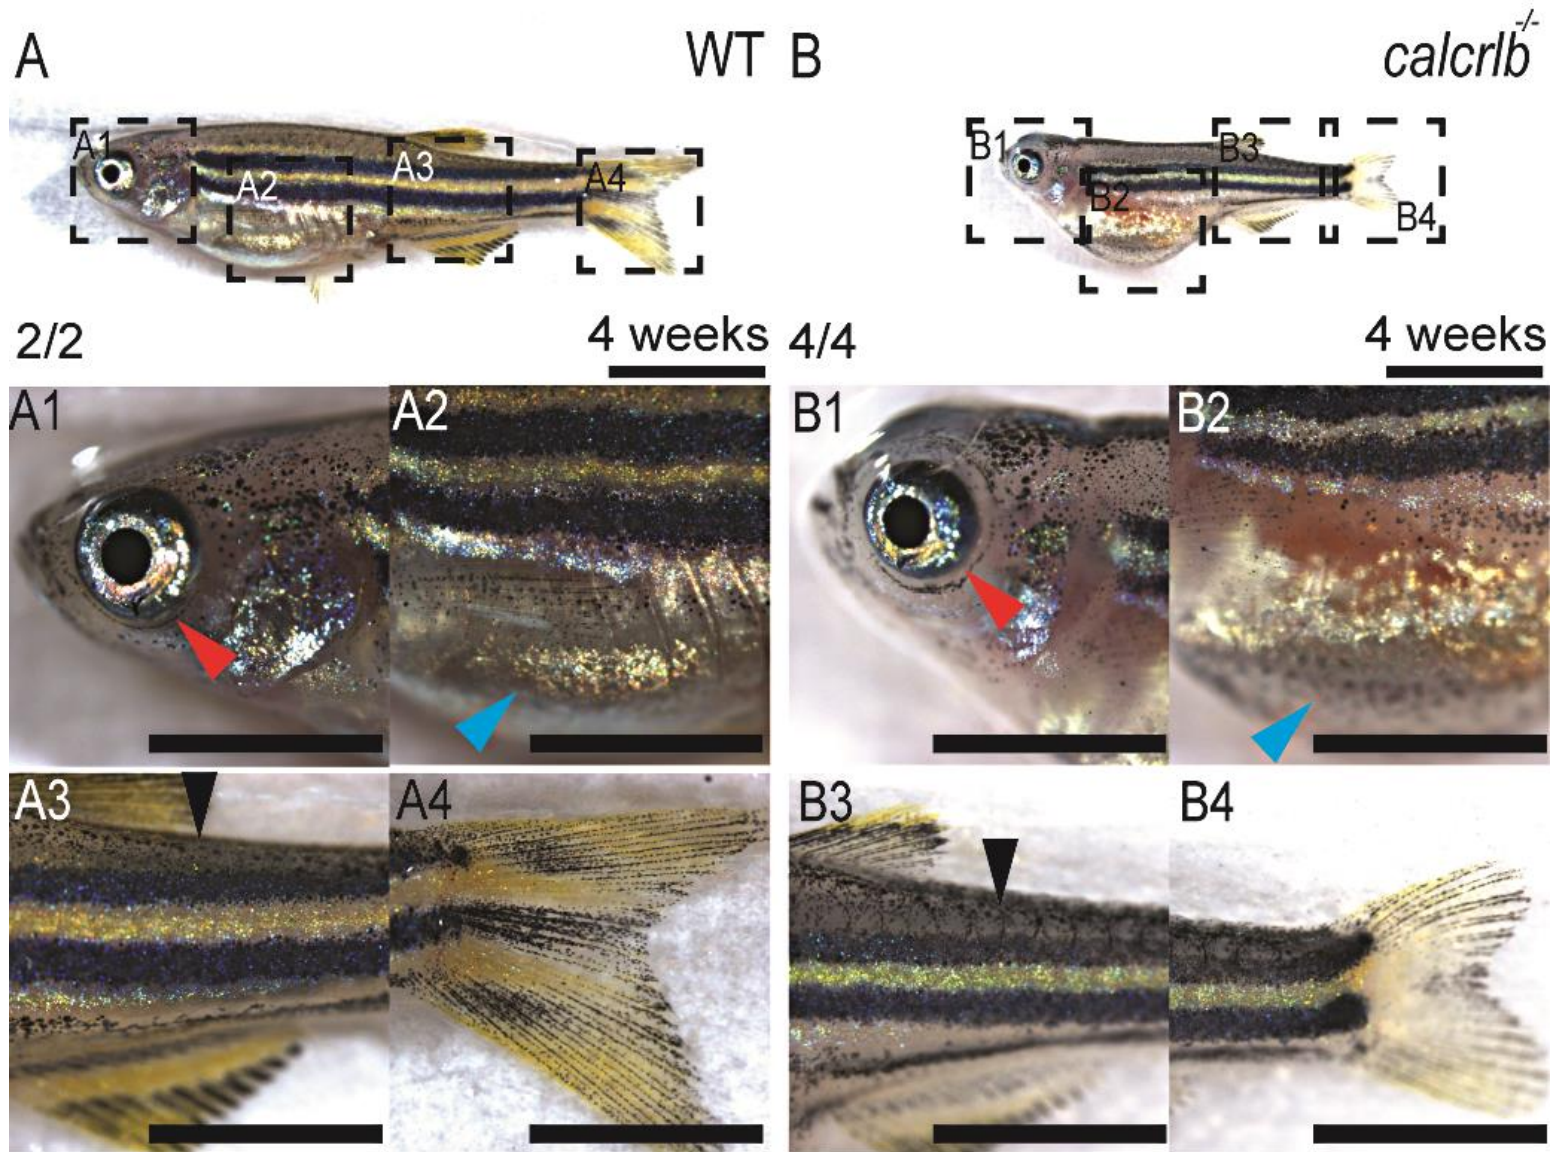 A WT B calcrlb-/-
A1 A2 A3 A4 B1 B2 B3 B4
2/2 4 weeks 4/4 4 weeks
A1 A2 B1 B2
A3 A4 B3 B4